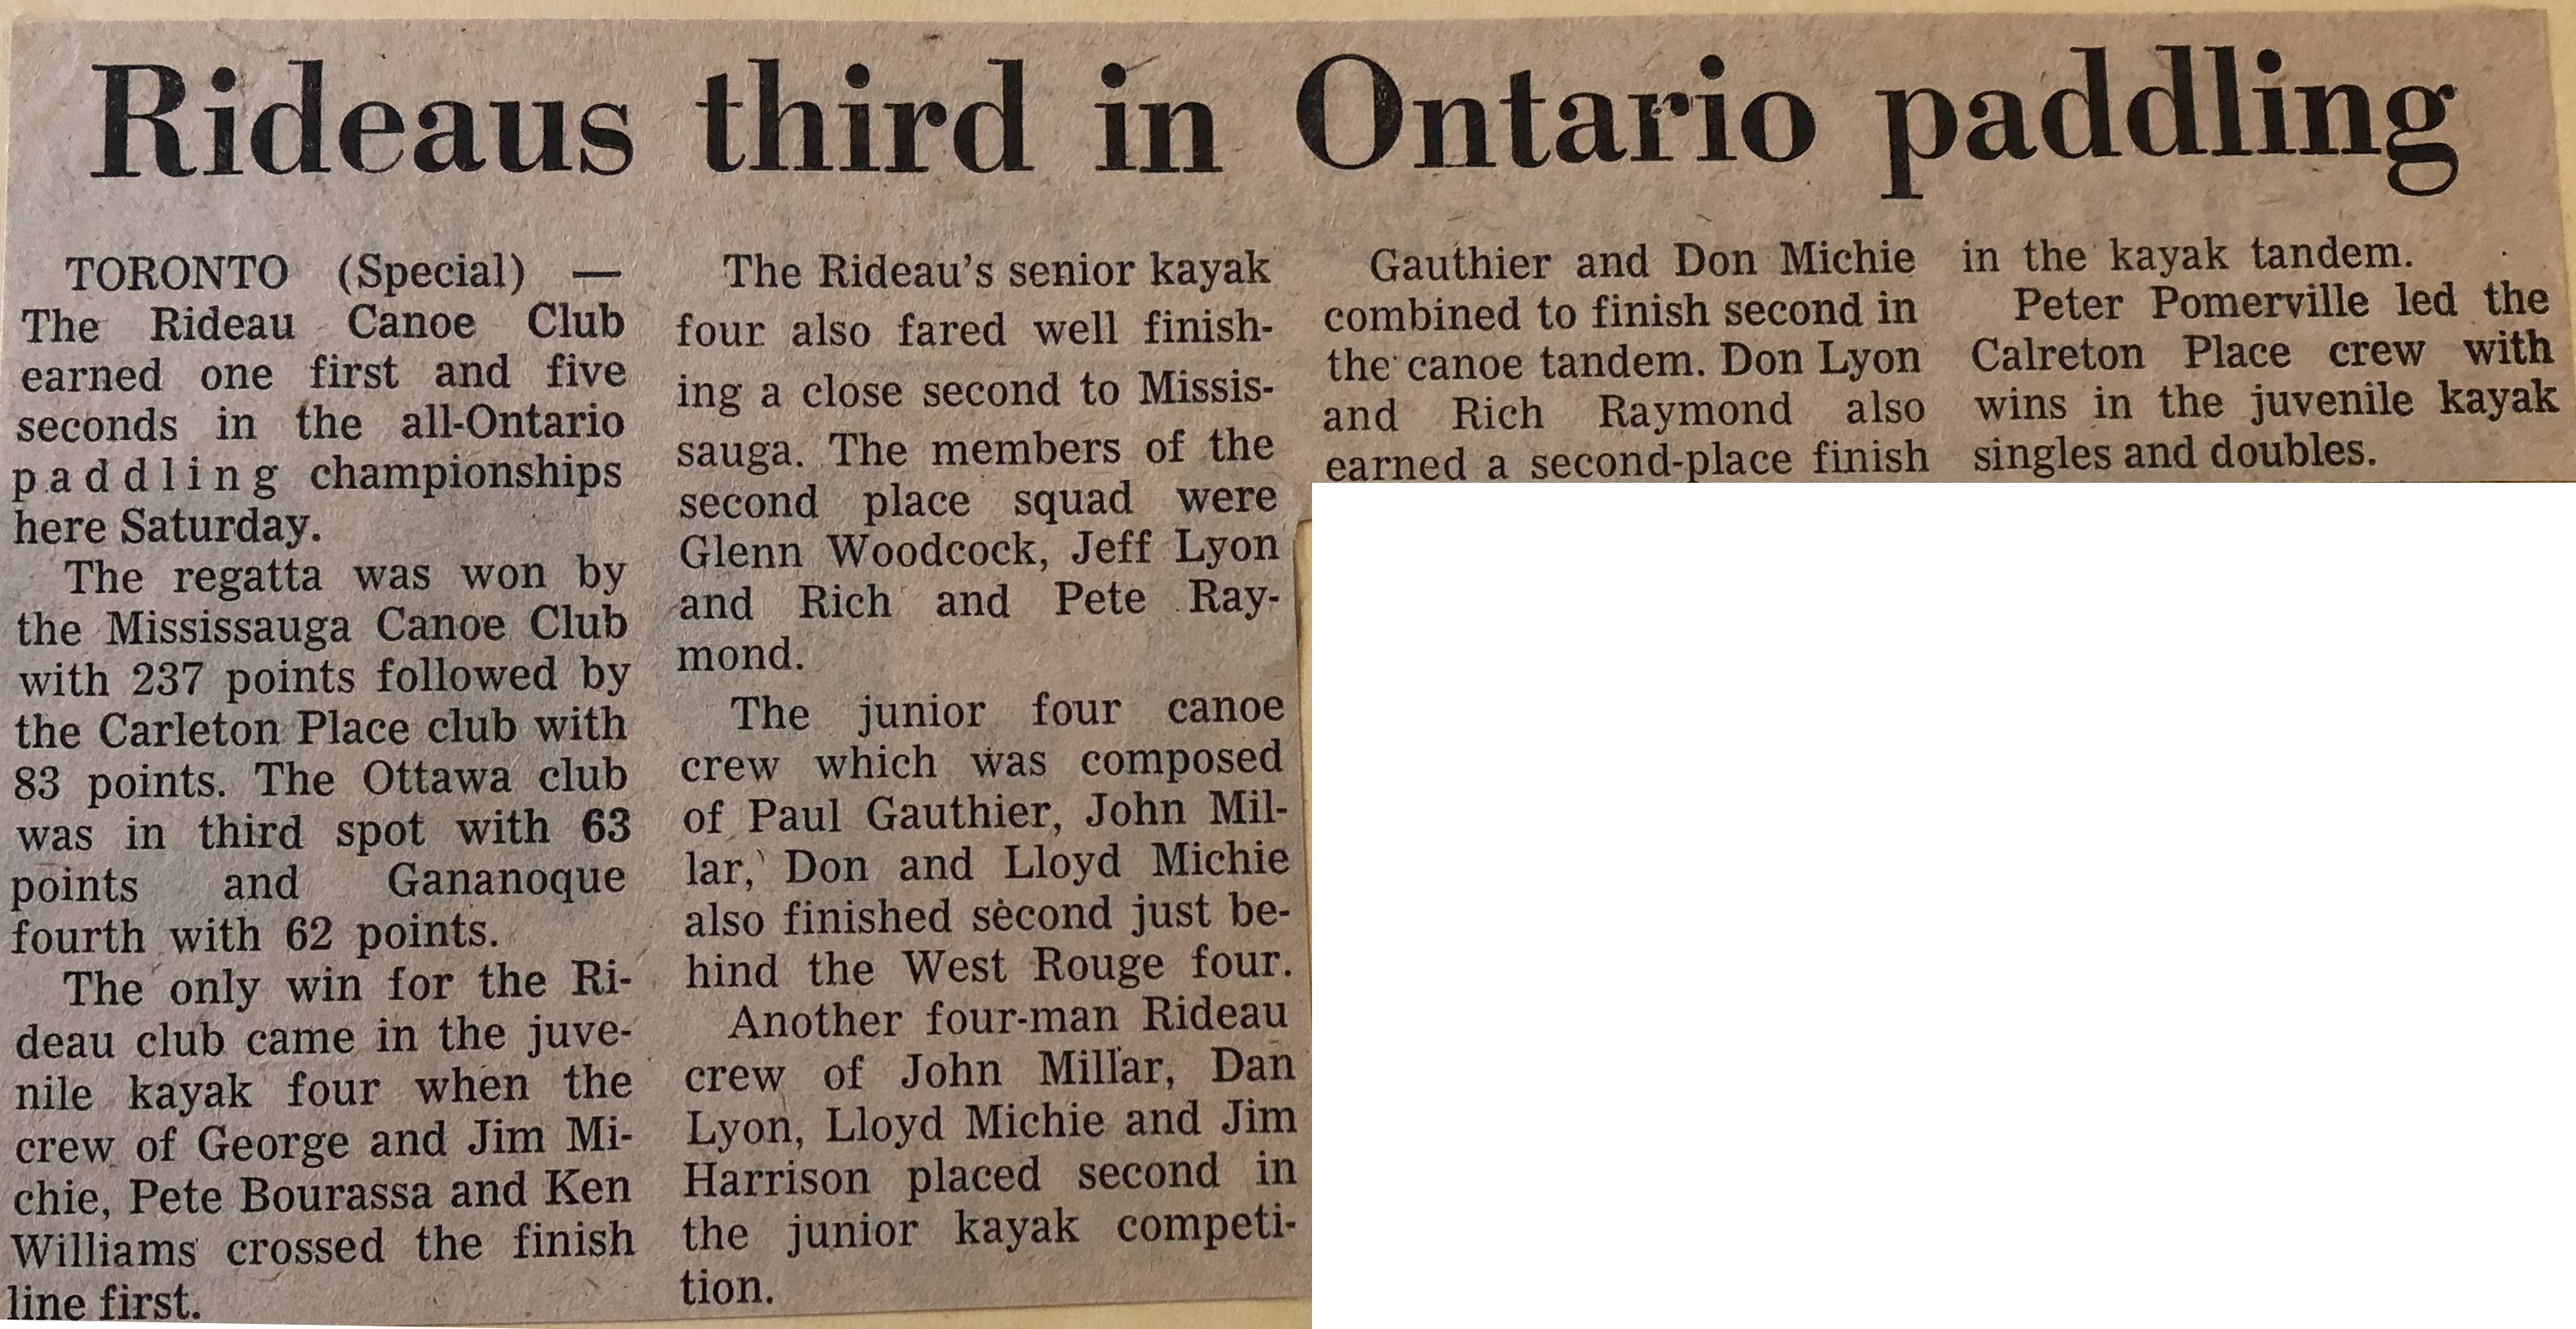 Rideaus third in Ontario paddling
TORONTO (Special) —
The Rideau Canoe Club
earned one first and five
seconds in the all-Ontario
paddling championships
here Saturday.
The regatta was won by
the Mississauga Canoe Club
with 237 points followed by
the Carleton Place club with
83 points. The Ottawa club
was in third spot with 63
points and Gananoque
fourth with 62 points.
The only win for the Ri-
deau club came in the juve-
nile kayak four when the
crew of George and Jim Mi-
chie, Pete Bourassa and Ken
Williams crossed the finish
line first.
The Rideau's senior kayak
four also fared well finish-
ing a close second to Missis-
sauga. The members of the
second place squad were
Glenn Woodcock, Jeff Lyon
and Rich and Pete Ray-
mond.
The junior four canoe
crew which was composed
of Paul Gauthier, John Mil-
lar, Don and Lloyd Michie
also finished second just be-
hind the West Rouge four.
Another four-man Rideau
crew of John Millar, Dan
Lyon, Lloyd Michie and Jim
Harrison placed second in
the junior kayak competi-
tion.
Gauthier and Don Michie
combined to finish second in
the canoe tandem. Don Lyon
and Rich Raymond also
earned a second-place finish
in the kayak tandem.
Peter Pomerville led the
Calreton Place crew with
wins in the juvenile kayak
singles and doubles.